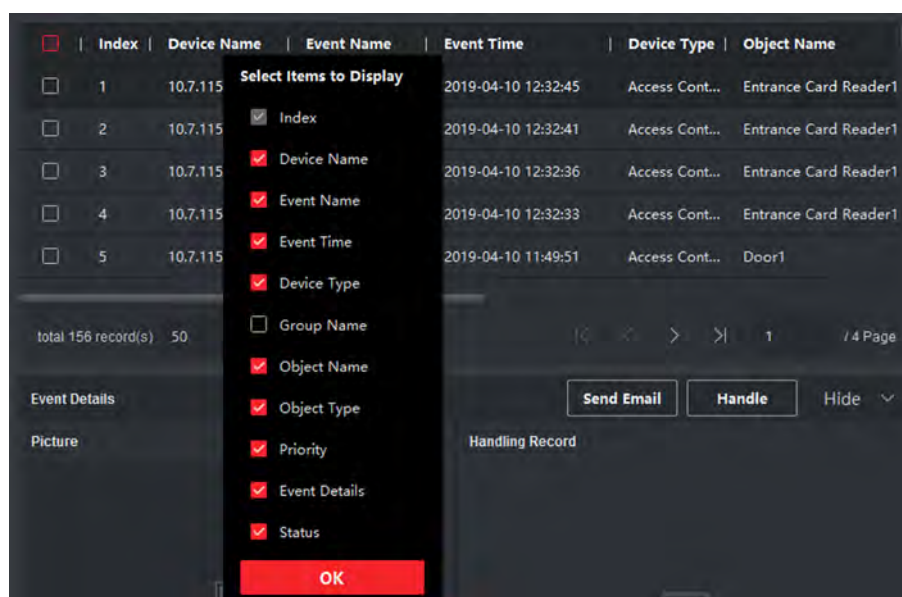 Index | Device Name | Event Name | Event Time | Device Type | Object Name
Select Items to Display
1 10.7.115 2019-04-10 12:32:45 Access Cont... Entrance Card Reader1
Index
2 10.7.115 2019-04-10 12:32:41 Access Cont... Entrance Card Reader1
Device Name
3 10.7.115 2019-04-10 12:32:36 Access Cont... Entrance Card Reader1
Event Name
4 10.7.115 2019-04-10 12:32:33 Access Cont... Entrance Card Reader1
Event Time
5 10.7.115 2019-04-10 11:49:51 Access Cont... Door1
Device Type
Group Name
total 156 record(s) 50 1 / 4 Page
Object Name
Event Details Send Email Handle Hide
Object Type
Picture Handling Record
Priority
Event Details
Status
OK